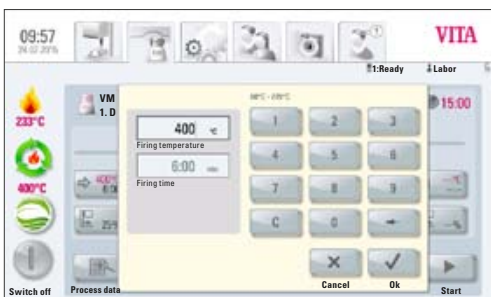 09:57
VITA
1:Ready
Labor
233°C
VM
1. D
15:00
400 °C
Firing temperature
6:00
Firing time
1
2
3
4
5
6
7
8
9
C
0
400°C
Switch off
Process data
Cancel
Ok
Start